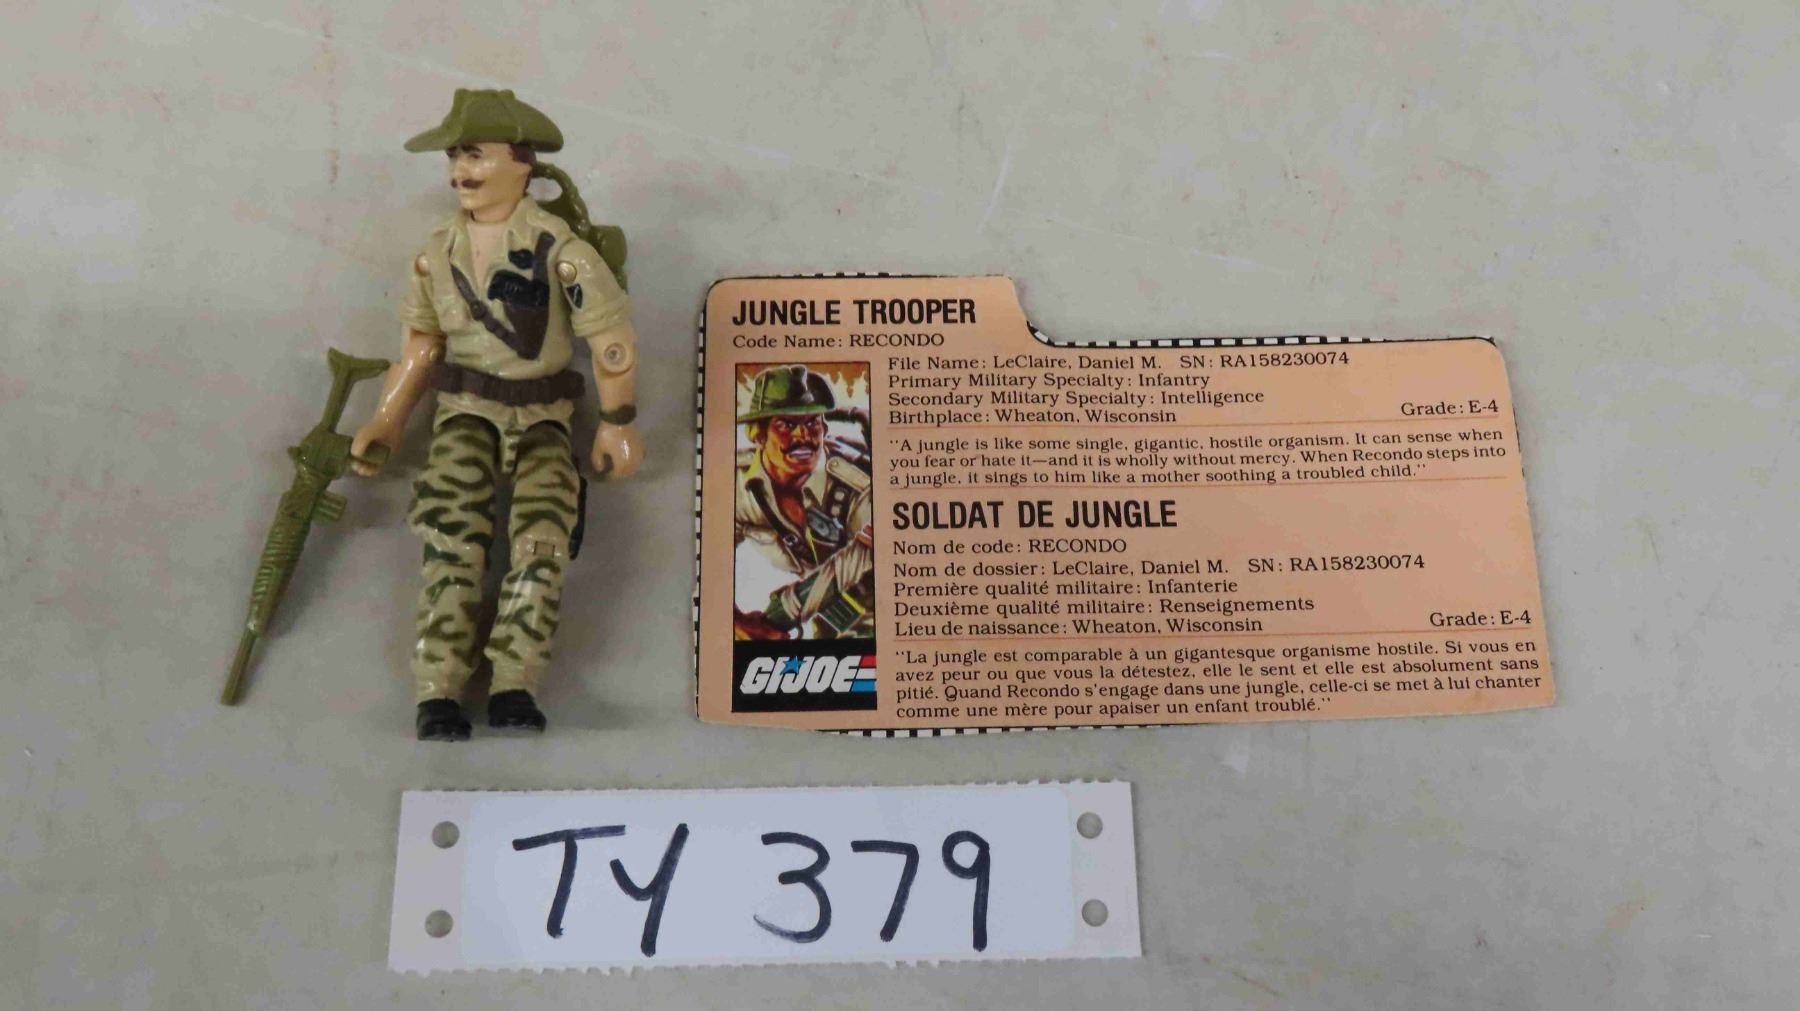 JUNGLE TROOPER
Code Name: RECONDO
File Name: LeClaire, Daniel M. SN: RA158230074
Primary Military Specialty: Infantry
Secondary Military Specialty: Intelligence
Birthplace: Wheaton, Wisconsin Grade: E-4
"A jungle is like some single, gigantic, hostile organism. It can sense when
you fear or hate it—and it is wholly without mercy. When Recondo steps into
a jungle, it sings to him like a mother soothing a troubled child."
SOLDAT DE JUNGLE
Nom de code: RECONDO
Nom de dossier: LeClaire, Daniel M. SN: RA158230074
Première qualité militaire: Infanterie
Deuxième qualité militaire: Renseignements
Lieu de naissance: Wheaton, Wisconsin Grade: E-4
"La jungle est comparable à un gigantesque organisme hostile. Si vous en
avez peur ou que vous la détestez, elle le sent et elle est absolument sans
pitié. Quand Recondo s'engage dans une jungle, celle-ci se met à lui chanter
comme une mère pour apaiser un enfant troublé."
GI JOE
TY 379